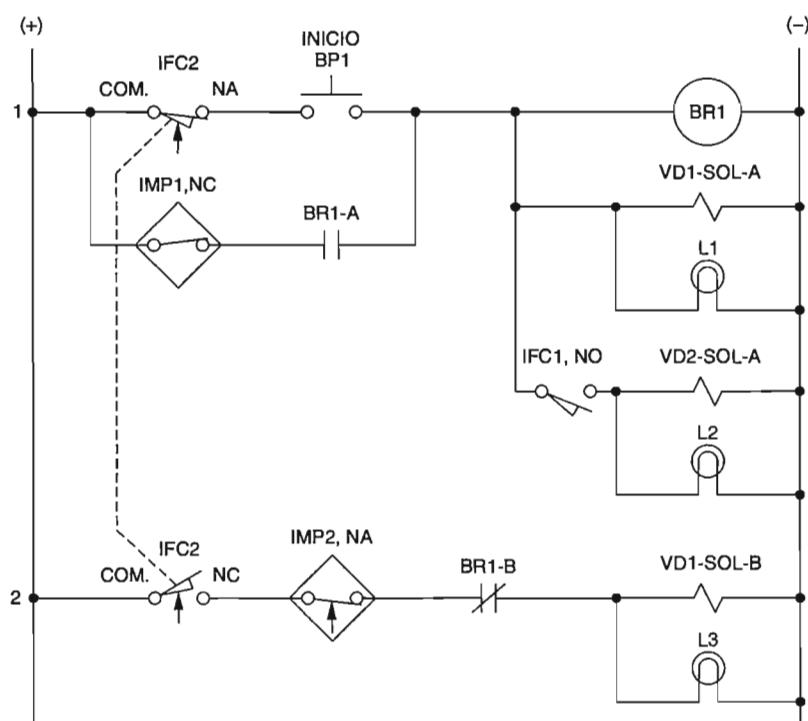 (+)
(−)
IFC2
INICIO
BP1
COM.
NA
1
BR1
IMP1,NC
BR1-A
VD1-SOL-A
L1
IFC1, NO
VD2-SOL-A
L2
IFC2
IMP2, NA
COM.
NC
BR1-B
VD1-SOL-B
2
L3